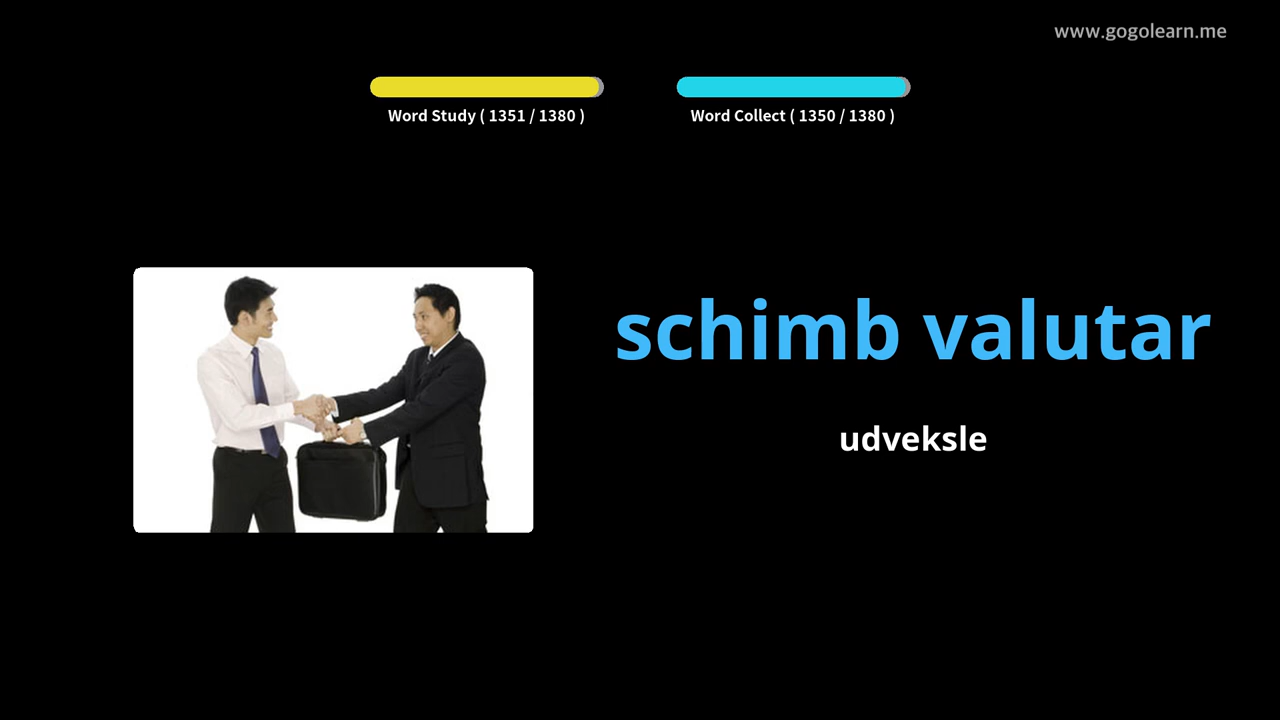 www.gogolearn.me
Word Study ( 1351 / 1380 )
Word Collect ( 1350 / 1380 )
schimb valutar
udveksle